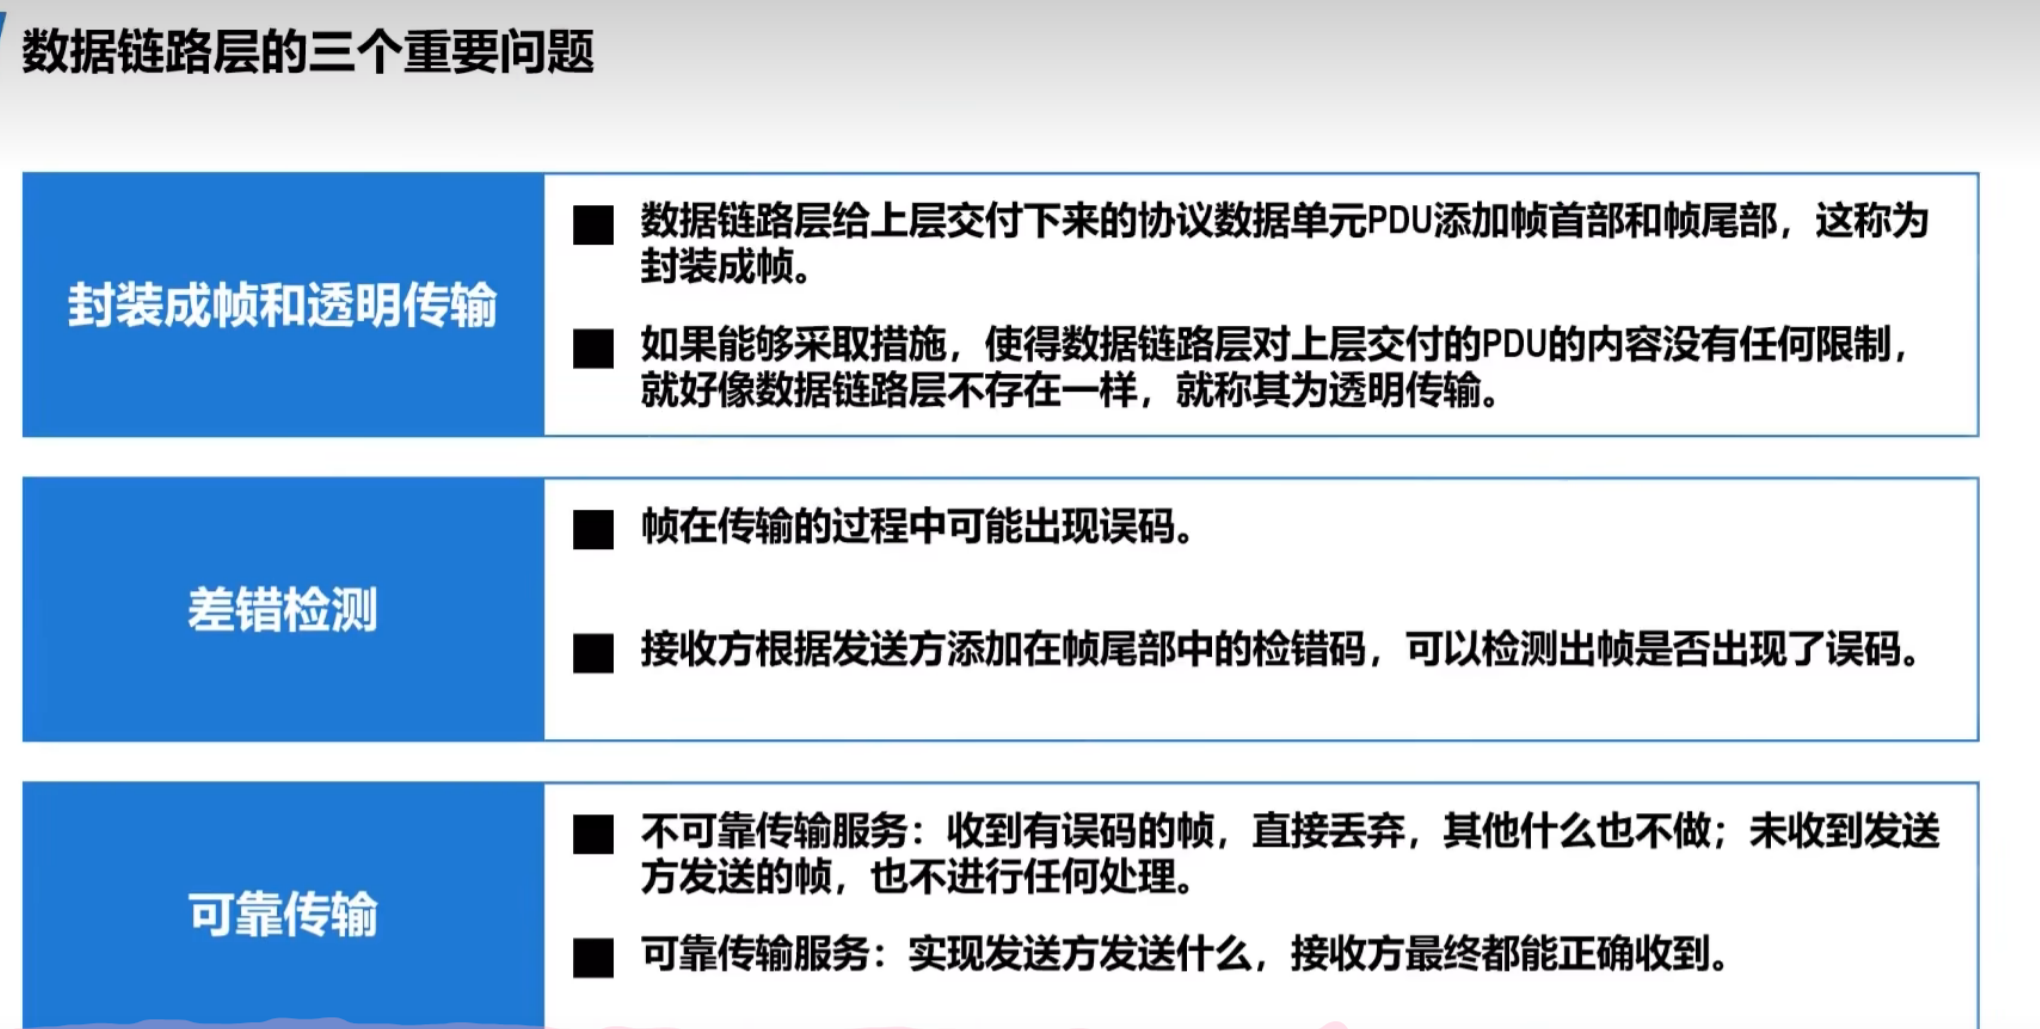 数据链路层的三个重要问题
封装成帧和透明传输
数据链路层给上层交付下来的协议数据单元PDU添加帧首部和帧尾部，这称为
封装成帧。
如果能够采取措施，使得数据链路层对上层交付的PDU的内容没有任何限制，
就好像数据链路层不存在一样，就称其为透明传输。
差错检测
帧在传输的过程中可能出现误码。
接收方根据发送方添加在帧尾部中的检错码，可以检测出帧是否出现了误码。
可靠传输
不可靠传输服务：收到有误码的帧，直接丢弃，其他什么也不做；未收到发送
方发送的帧，也不进行任何处理。
可靠传输服务：实现发送方发送什么，接收方最终都能正确收到。